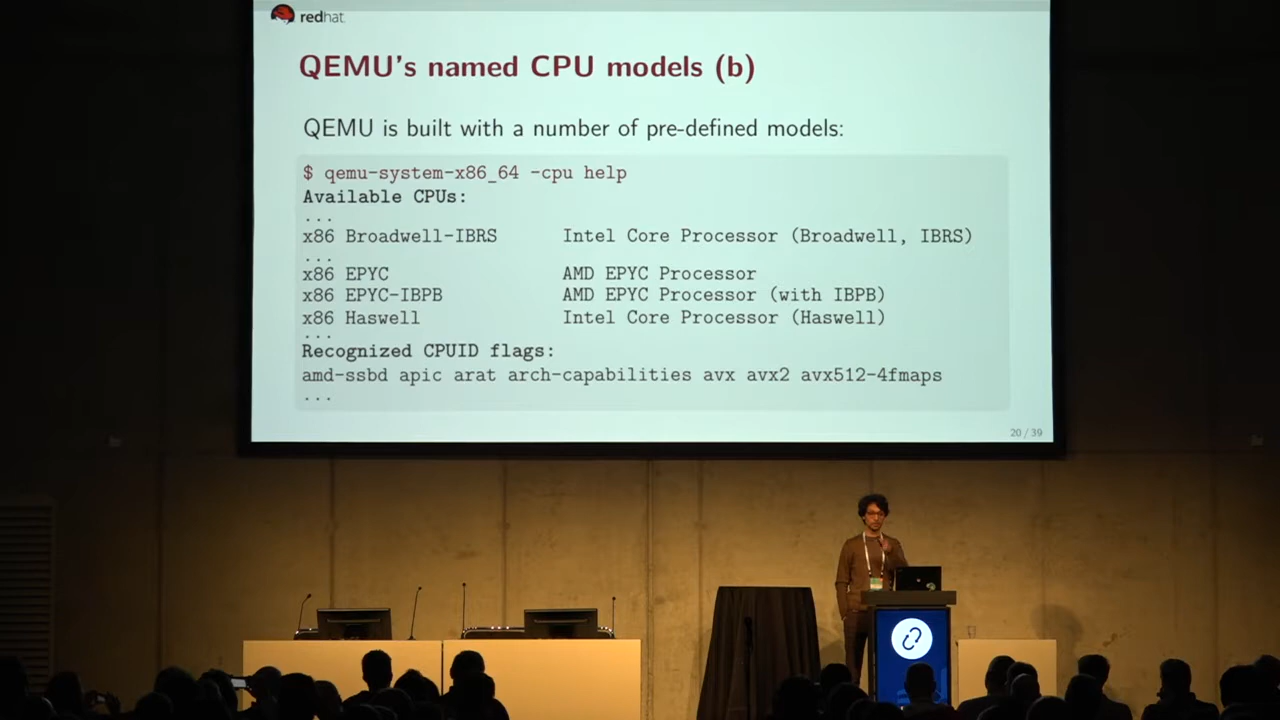 redhat.
QEMU's named CPU models (b)
QEMU is built with a number of pre-defined models:
$ qemu-system-x86_64 -cpu help
Available CPUs:
...
x86 Broadwell-IBRS Intel Core Processor (Broadwell, IBRS)
...
x86 EPYC AMD EPYC Processor
x86 EPYC-IBPB AMD EPYC Processor (with IBPB)
x86 Haswell Intel Core Processor (Haswell)
...
Recognized CPUID flags:
amd-ssbd apic arat arch-capabilities avx avx2 avx512-4fmaps
...
20 / 39